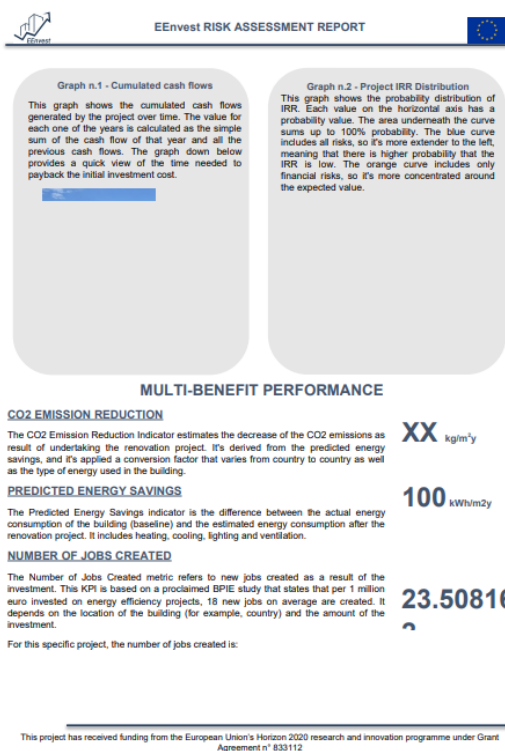 EEnvest
EEnvest RISK ASSESSMENT REPORT
Graph n.1 - Cumulated cash flows
This graph shows the cumulated cash flows
generated by the project over time. The value for
each one of the years is calculated as the simple
sum of the cash flow of that year and all the
previous cash flows. The graph down below
provides a quick view of the time needed to
payback the initial investment cost.
Graph n.2 - Project IRR Distribution
This graph shows the probability distribution of
IRR. Each value on the horizontal axis has a
probability value. The area underneath the curve
sums up to 100% probability. The blue curve
includes all risks, so it's more extender to the left,
meaning that there is higher probability that the
IRR is low. The orange curve includes only
financial risks, so it's more concentrated around
the expected value.
MULTI-BENEFIT PERFORMANCE
CO2 EMISSION REDUCTION
The CO2 Emission Reduction Indicator estimates the decrease of the CO2 emissions as
result of undertaking the renovation project. It's derived from the predicted energy
savings, and it's applied a conversion factor that varies from country to country as well
as the type of energy used in the building.
XX kg/m²y
PREDICTED ENERGY SAVINGS
The Predicted Energy Savings indicator is the difference between the actual energy
consumption of the building (baseline) and the estimated energy consumption after the
renovation project. It includes heating, cooling, lighting and ventilation.
100 kWh/m2y
NUMBER OF JOBS CREATED
The Number of Jobs Created metric refers to new jobs created as a result of the
investment. This KPI is based on a proclaimed BPIE study that states that per 1 million
euro invested on energy efficiency projects, 18 new jobs on average are created. It
depends on the location of the building (for example, country) and the amount of the
investment.
23.50816
For this specific project, the number of jobs created is:
This project has received funding from the European Union's Horizon 2020 research and innovation programme under Grant
Agreement n° 833112